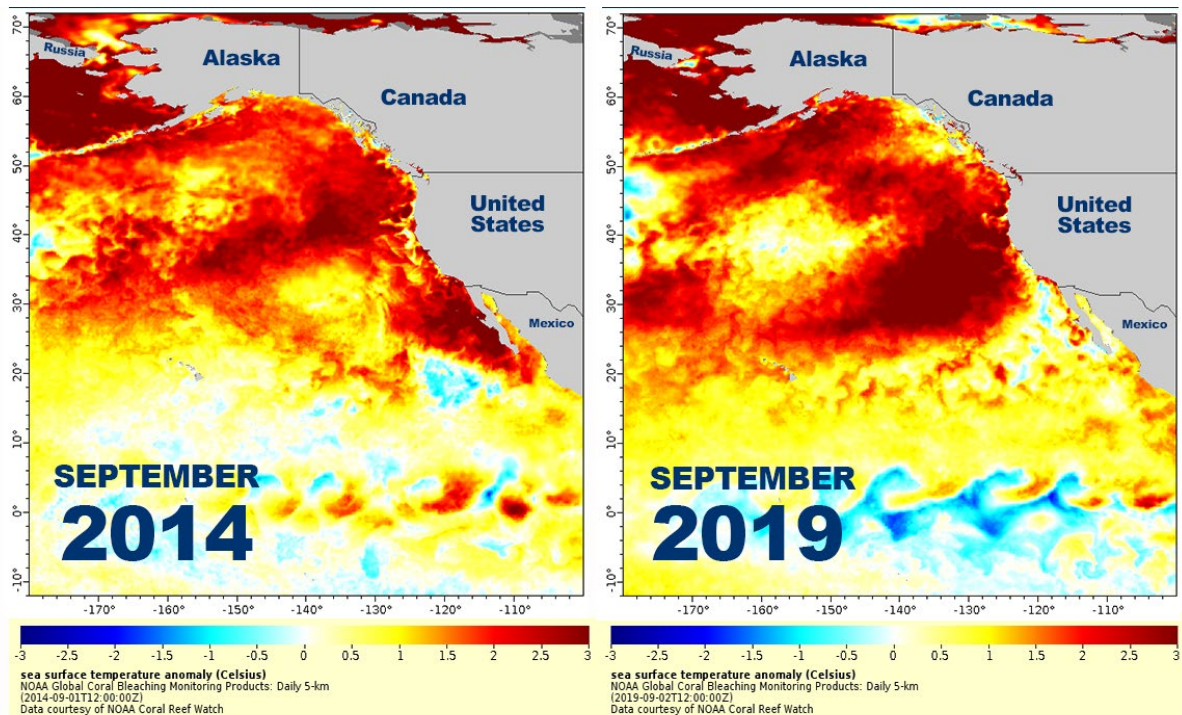 70°
60°
50°
40°
30°
20°
10°
0°
-10°
Russia
Alaska
Canada
United
States
Mexico
SEPTEMBER
2014
-170°
-160°
-150°
-140°
-130°
-120°
-110°
-3
-2.5
-2
-1.5
-1
-0.5
0
0.5
1
1.5
2
2.5
3
sea surface temperature anomaly (Celsius)
NOAA Global Coral Bleaching Monitoring Products: Daily 5-km
(2014-09-01T12:00:00Z)
Data courtesy of NOAA Coral Reef Watch
70°
60°
50°
40°
30°
20°
10°
0°
-10°
Russia
Alaska
Canada
United
States
Mexico
SEPTEMBER
2019
-170°
-160°
-150°
-140°
-130°
-120°
-110°
-3
-2.5
-2
-1.5
-1
-0.5
0
0.5
1
1.5
2
2.5
3
sea surface temperature anomaly (Celsius)
NOAA Global Coral Bleaching Monitoring Products: Daily 5-km
(2019-09-02T12:00:00Z)
Data courtesy of NOAA Coral Reef Watch